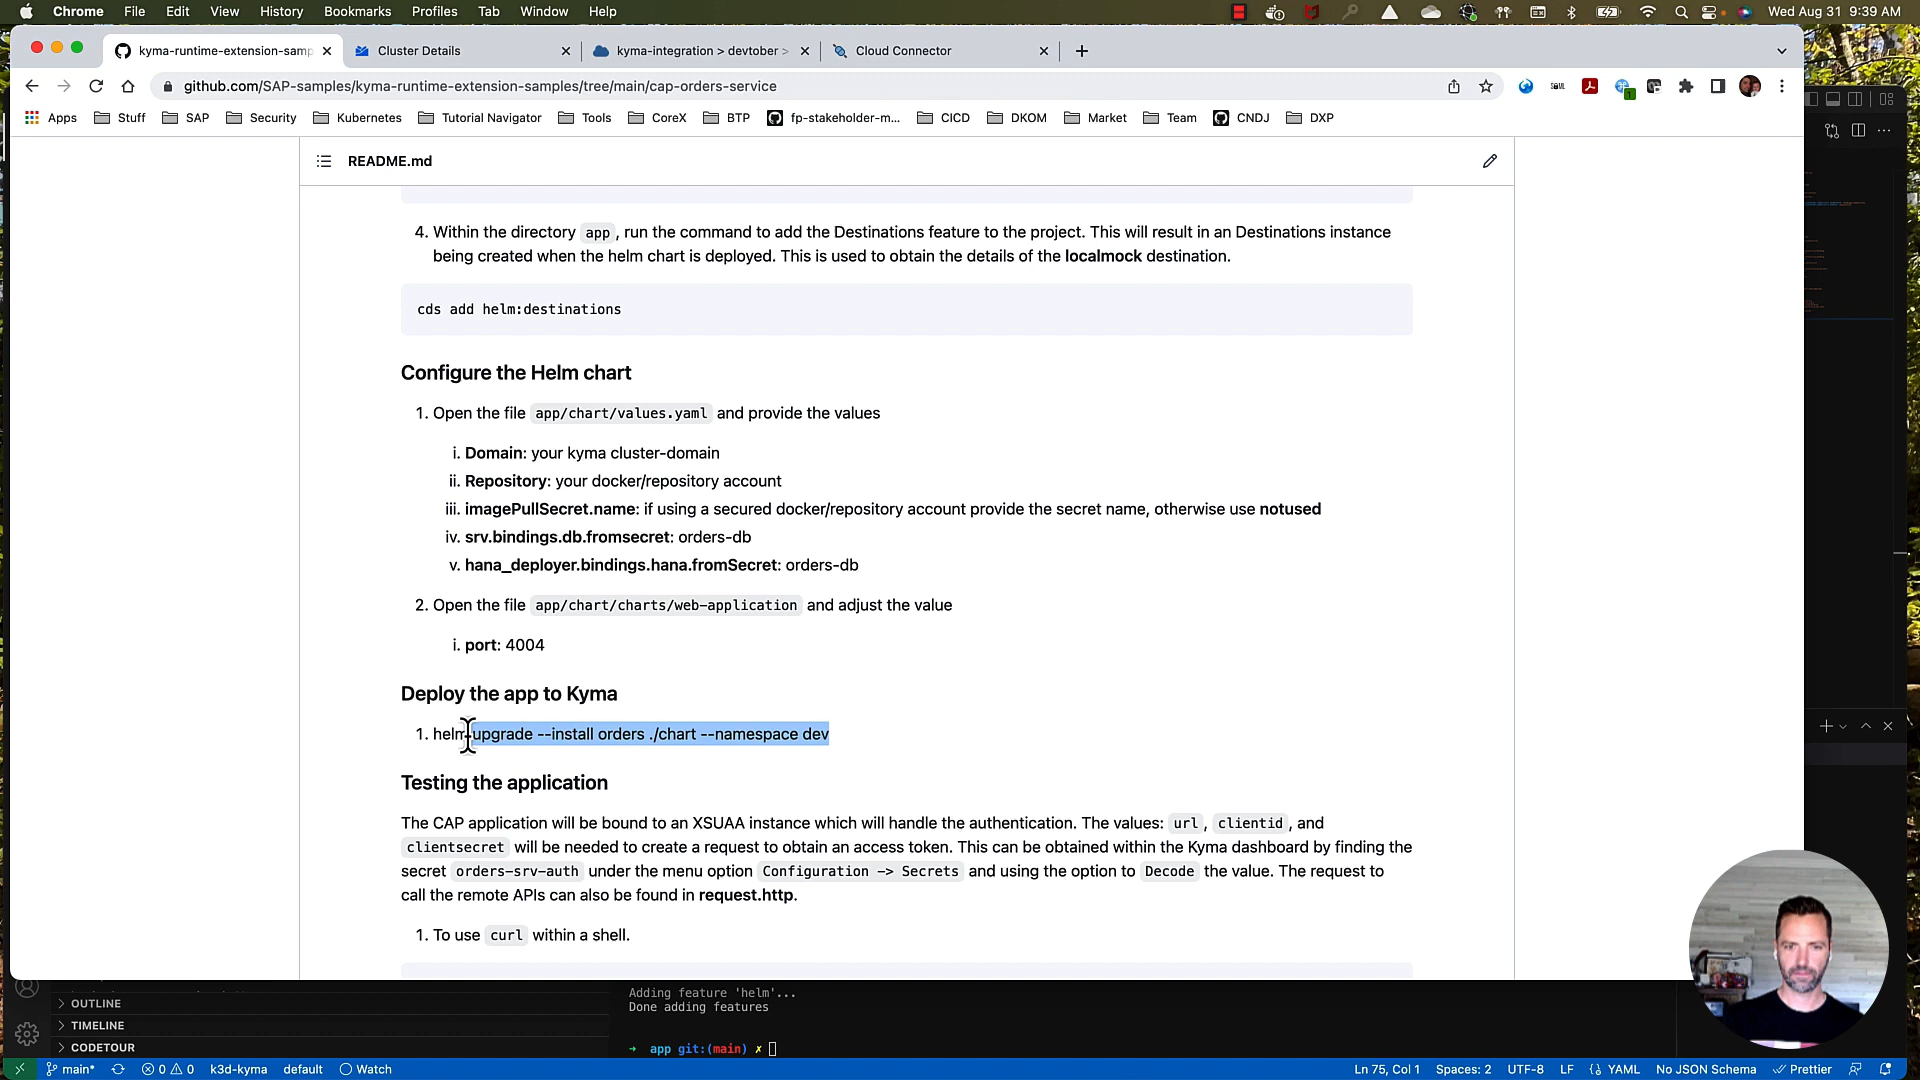 Chrome File Edit View History Bookmarks Profiles Tab Window Help Wed Aug 31 9:39 AM
kyma-runtime-extension-samp Cluster Details kyma-integration > devtober > Cloud Connector
github.com/SAP-samples/kyma-runtime-extension-samples/tree/main/cap-orders-service
Apps Stuff SAP Security Kubernetes Tutorial Navigator Tools CoreX BTP fp-stakeholder-m... CICD DKOM Market Team CNDJ DXP
README.md
4. Within the directory app, run the command to add the Destinations feature to the project. This will result in an Destinations instance
being created when the helm chart is deployed. This is used to obtain the details of the localmock destination.
cds add helm:destinations
Configure the Helm chart
1. Open the file app/chart/values.yaml and provide the values
i. Domain: your kyma cluster-domain
ii. Repository: your docker/repository account
iii. imagePullSecret.name: if using a secured docker/repository account provide the secret name, otherwise use notused
iv. srv.bindings.db.fromsecret: orders-db
v. hana_deployer.bindings.hana.fromSecret: orders-db
2. Open the file app/chart/charts/web-application and adjust the value
i. port: 4004
Deploy the app to Kyma
1. helm upgrade --install orders ./chart --namespace dev
Testing the application
The CAP application will be bound to an XSUAA instance which will handle the authentication. The values: url, clientid, and
clientsecret will be needed to create a request to obtain an access token. This can be obtained within the Kyma dashboard by finding the
secret orders-srv-auth under the menu option Configuration -> Secrets and using the option to Decode the value. The request to
call the remote APIs can also be found in request.http.
1. To use curl within a shell.
Adding feature 'helm'...
Done adding features
OUTLINE
TIMELINE
CODETOUR
→ app git:(main) ✗
main* 0 0 k3d-kyma default Watch Ln 75, Col 1 Spaces: 2 UTF-8 LF {} YAML No JSON Schema Prettier